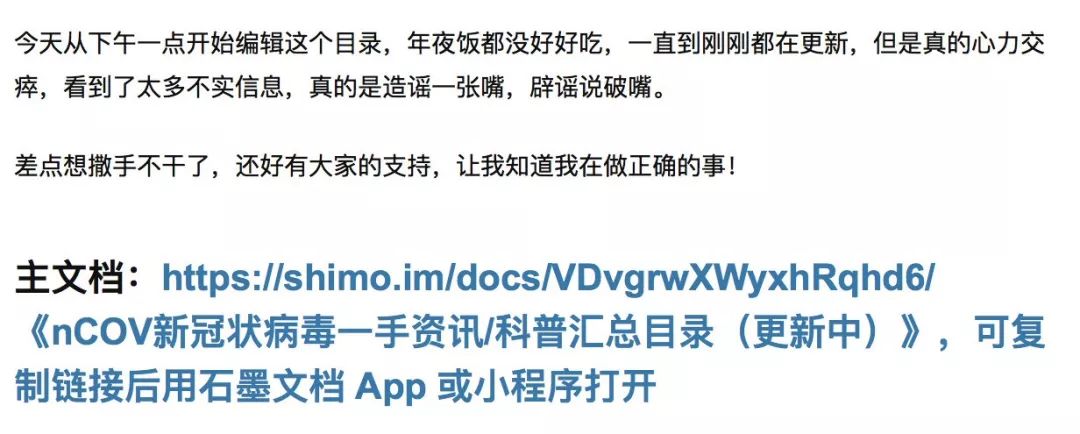 今天从下午一点开始编辑这个目录，年夜饭都没好好吃，一直到刚刚都在更新，但是真的心力交
瘁，看到了太多不实信息，真的是造谣一张嘴，辟谣说破嘴。
差点想撒手不干了，还好有大家的支持，让我知道我在做正确的事！
主文档：https://shimo.im/docs/VDvgrwXWyxhRqhd6/
《nCOV新冠状病毒一手资讯/科普汇总目录（更新中）》，可复
制链接后用石墨文档 App 或小程序打开